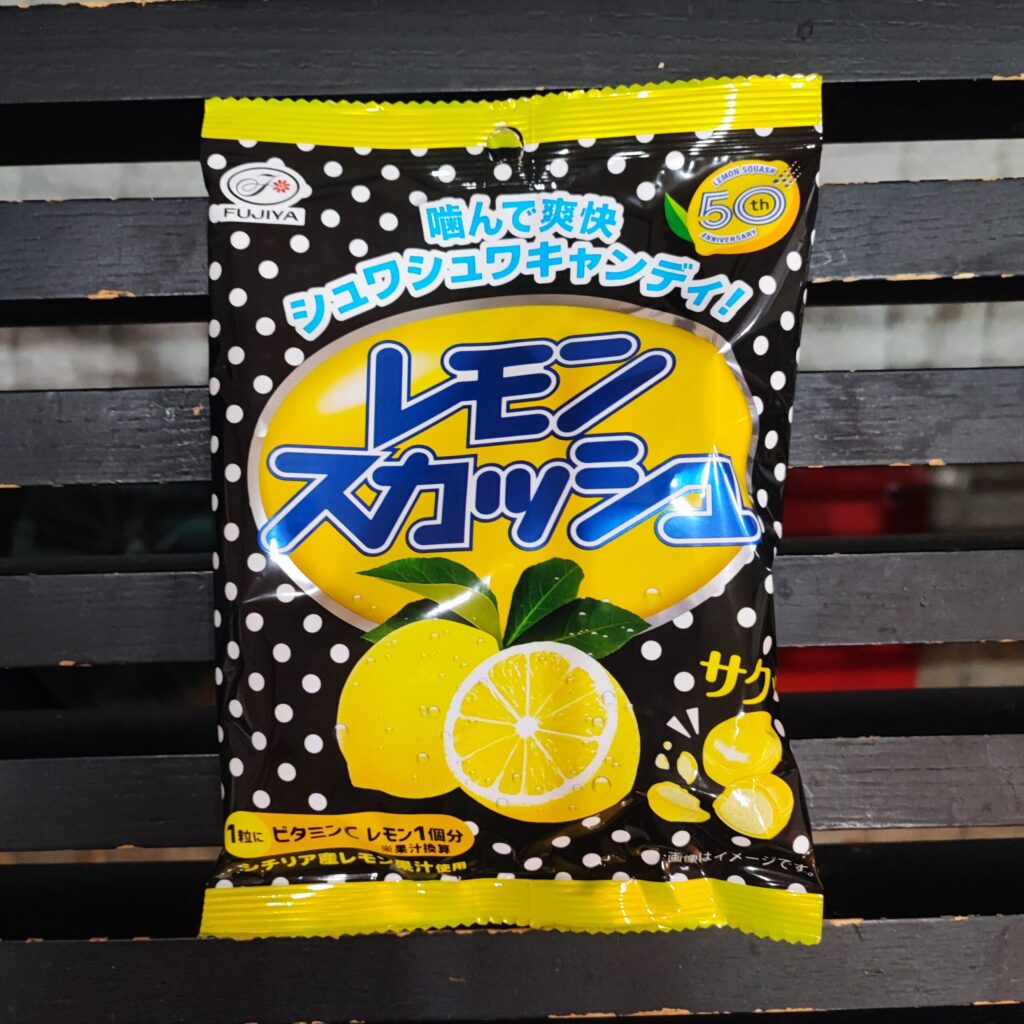 FUJIYA
LEMON SQUASH
50th
ANNIVERSARY
噛んで爽快
シュワシュワキャンディ!
レモン
スカッシュ
サク
1粒に ビタミンC レモン1個分
※果汁換算
シチリア産レモン果汁使用
※画像はイメージです。